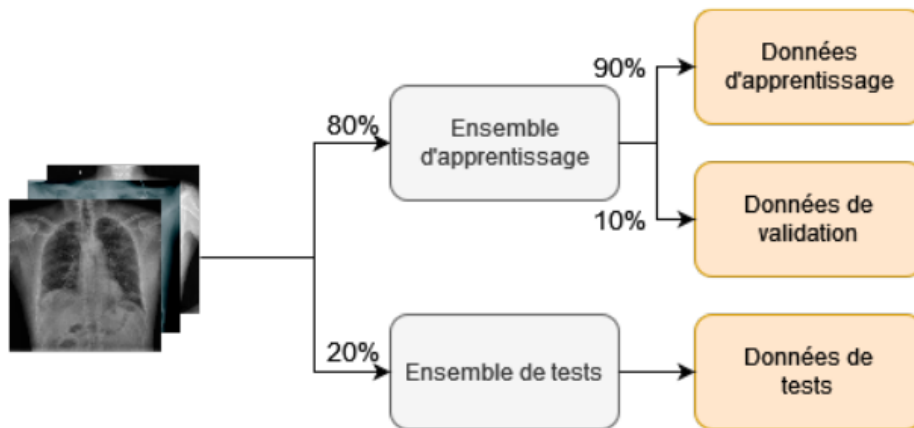 80%
Ensemble
d'apprentissage
90%
Données
d'apprentissage
10%
Données de
validation
20%
Ensemble de tests
Données de
tests